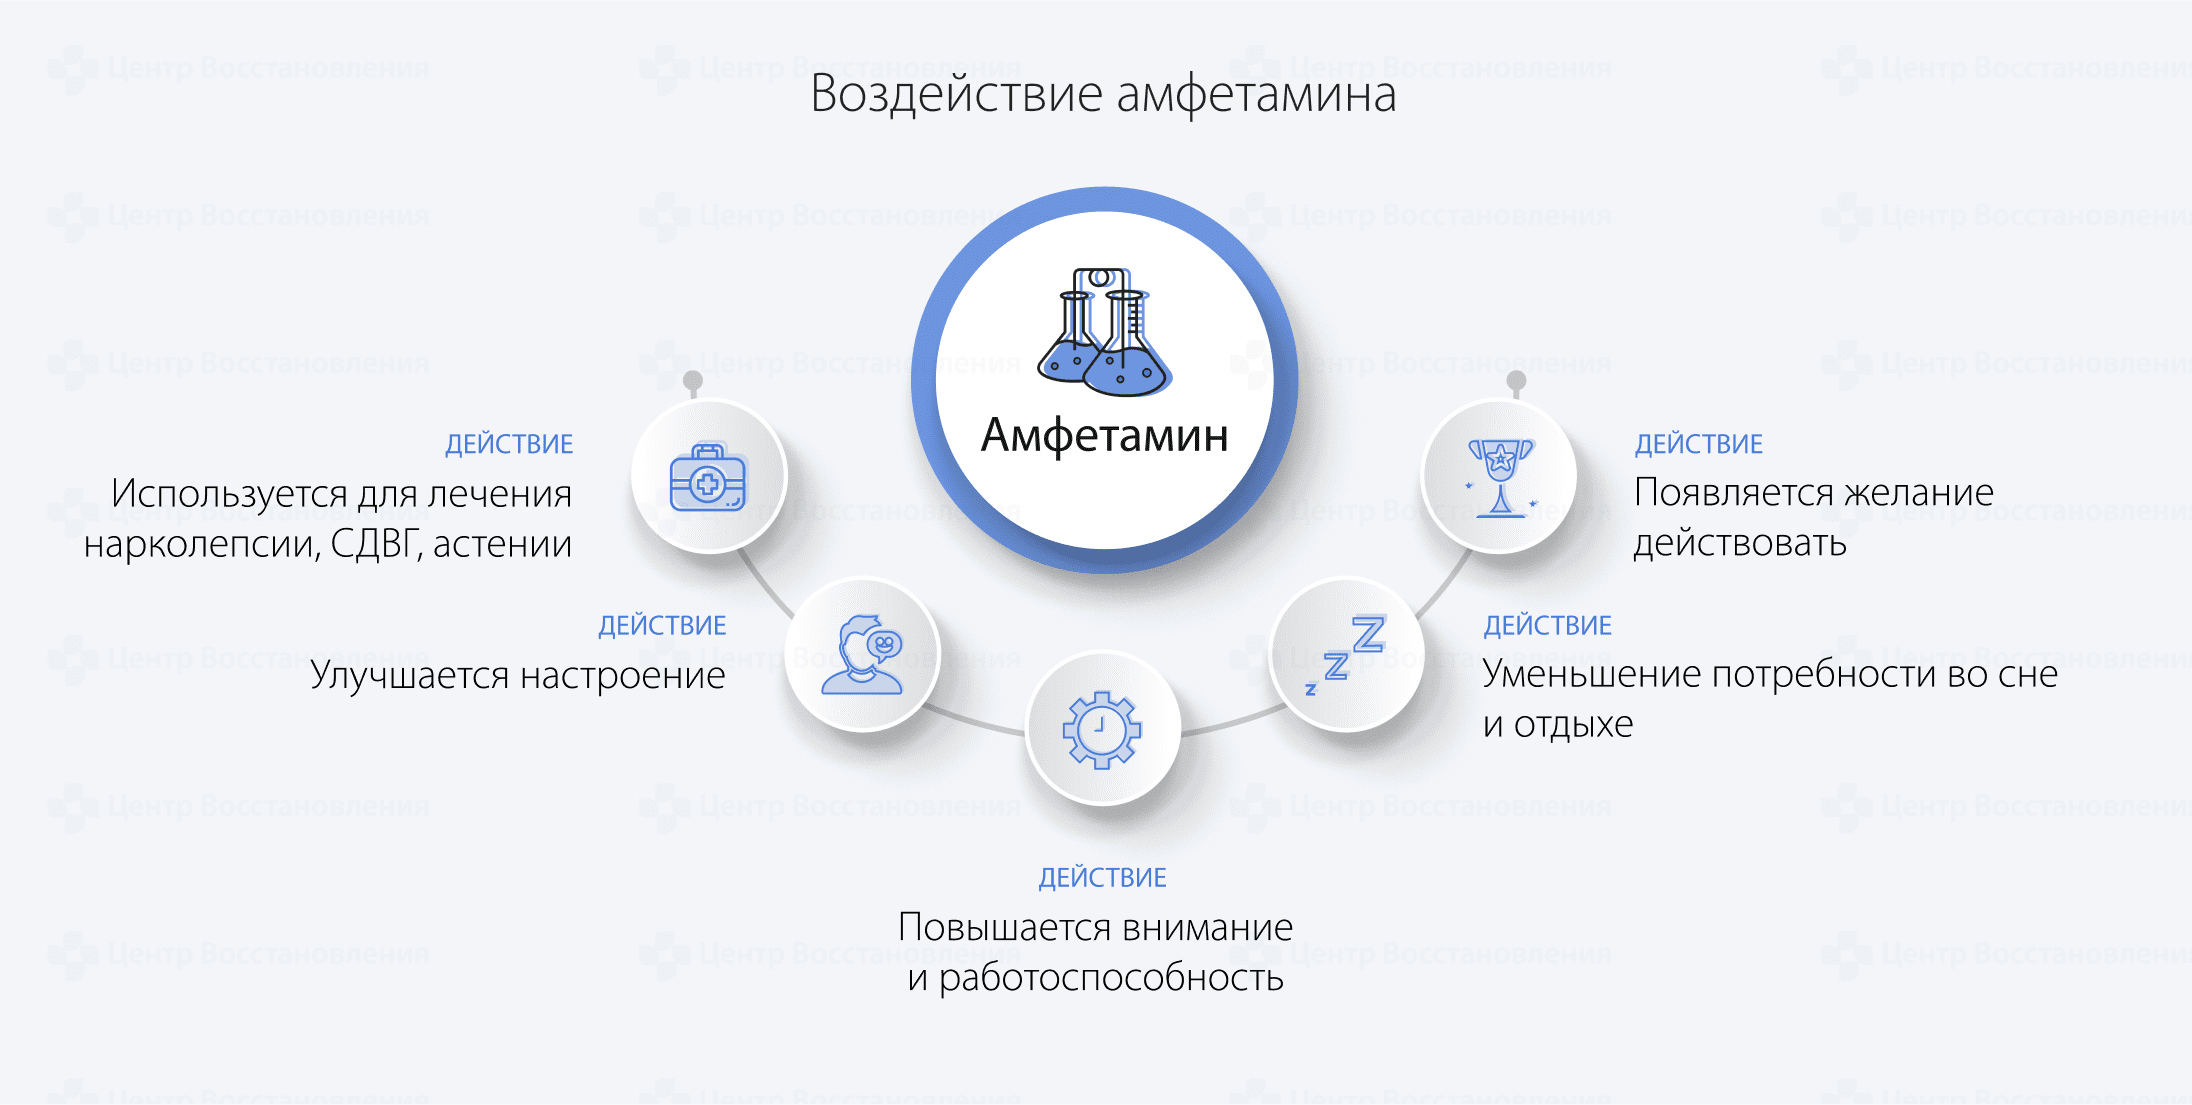 Воздействие амфетамина
Амфетамин
ДЕЙСТВИЕ
Используется для лечения
нарколепсии, СДВГ, астении
ДЕЙСТВИЕ
Улучшается настроение
ДЕЙСТВИЕ
Повышается внимание
и работоспособность
ДЕЙСТВИЕ
Уменьшение потребности во сне
и отдыхе
ДЕЙСТВИЕ
Появляется желание
действовать
z
z
Z
Центр Восстановления